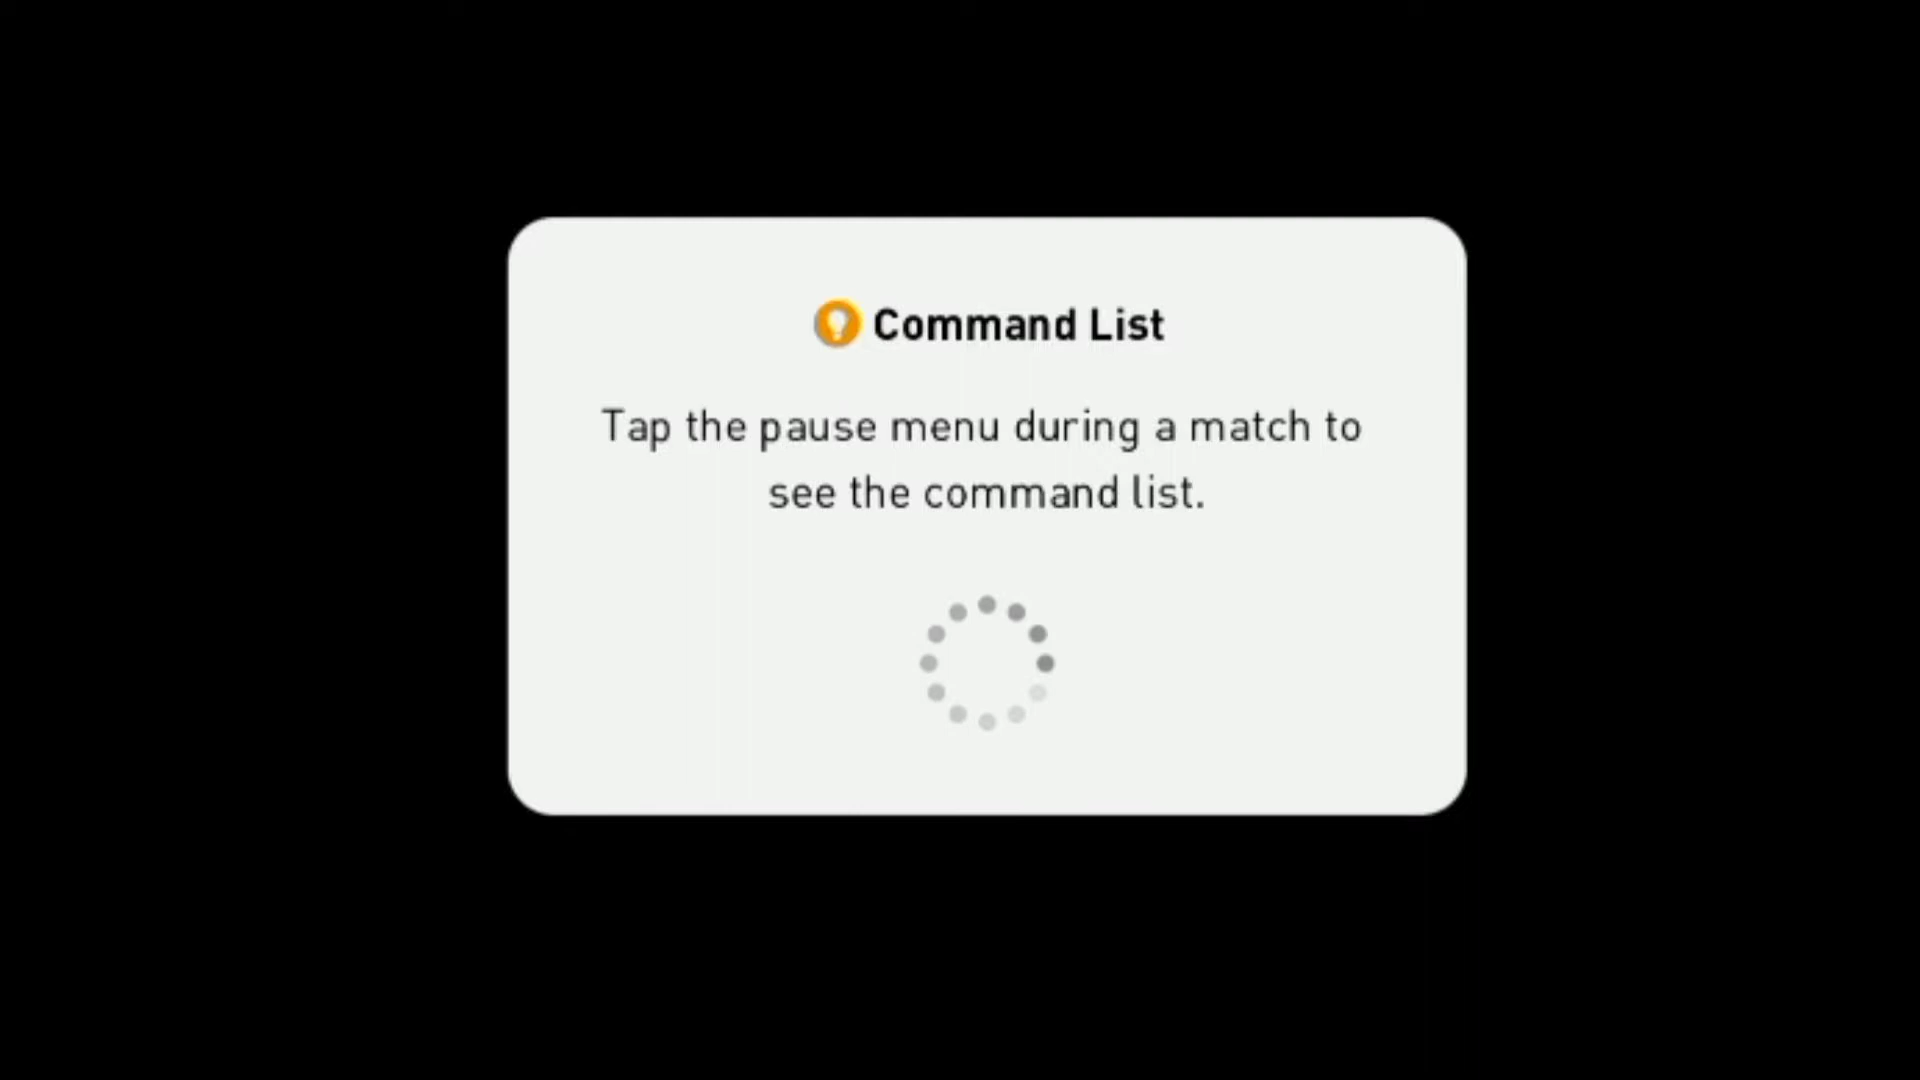 Command List
Tap the pause menu during a match to
see the command list.